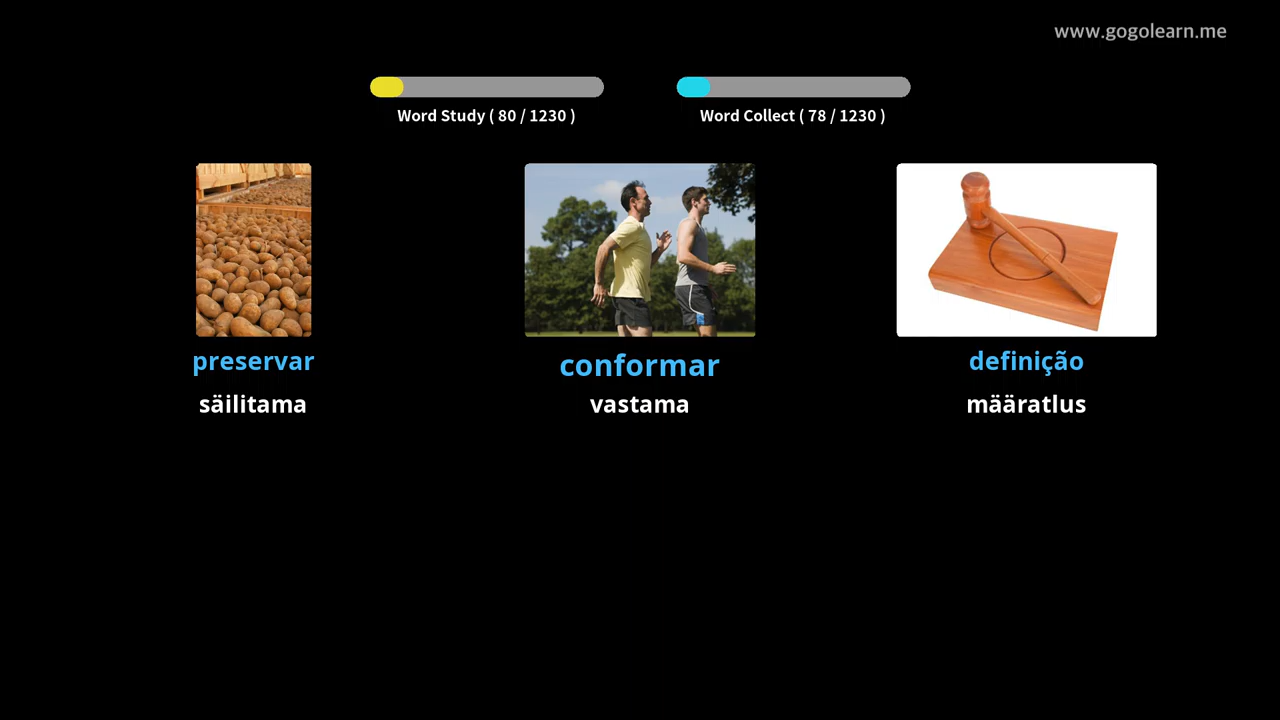 www.gogolearn.me
Word Study ( 80 / 1230 )
Word Collect ( 78 / 1230 )
preservar
säilitama
conformar
vastama
definição
määratlus